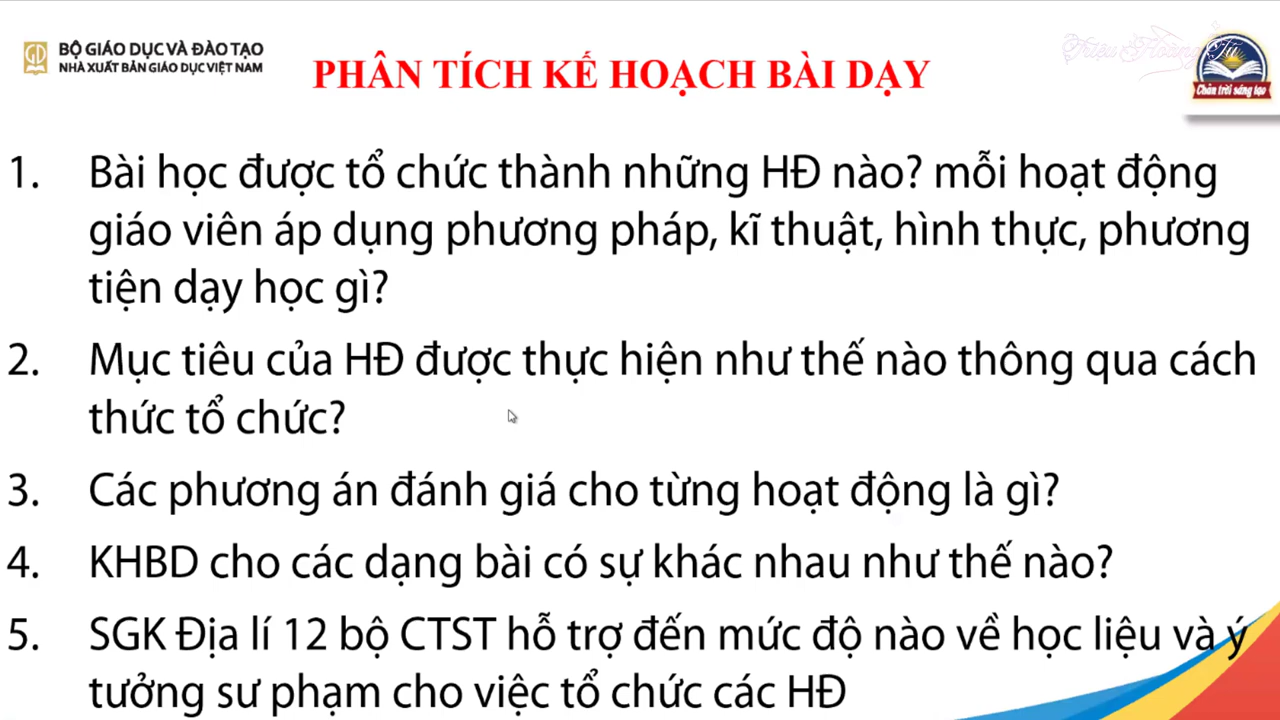 BỘ GIÁO DỤC VÀ ĐÀO TẠO
NHÀ XUẤT BẢN GIÁO DỤC VIỆT NAM
PHÂN TÍCH KẾ HOẠCH BÀI DẠY
Triệu Hoàng Tú
Chân trời sáng tạo
1. Bài học được tổ chức thành những HĐ nào? mỗi hoạt động
giáo viên áp dụng phương pháp, kĩ thuật, hình thực, phương
tiện dạy học gì?
2. Mục tiêu của HĐ được thực hiện như thế nào thông qua cách
thức tổ chức?
3. Các phương án đánh giá cho từng hoạt động là gì?
4. KHBD cho các dạng bài có sự khác nhau như thế nào?
5. SGK Địa lí 12 bộ CTST hỗ trợ đến mức độ nào về học liệu và ý
tưởng sư phạm cho việc tổ chức các HĐ